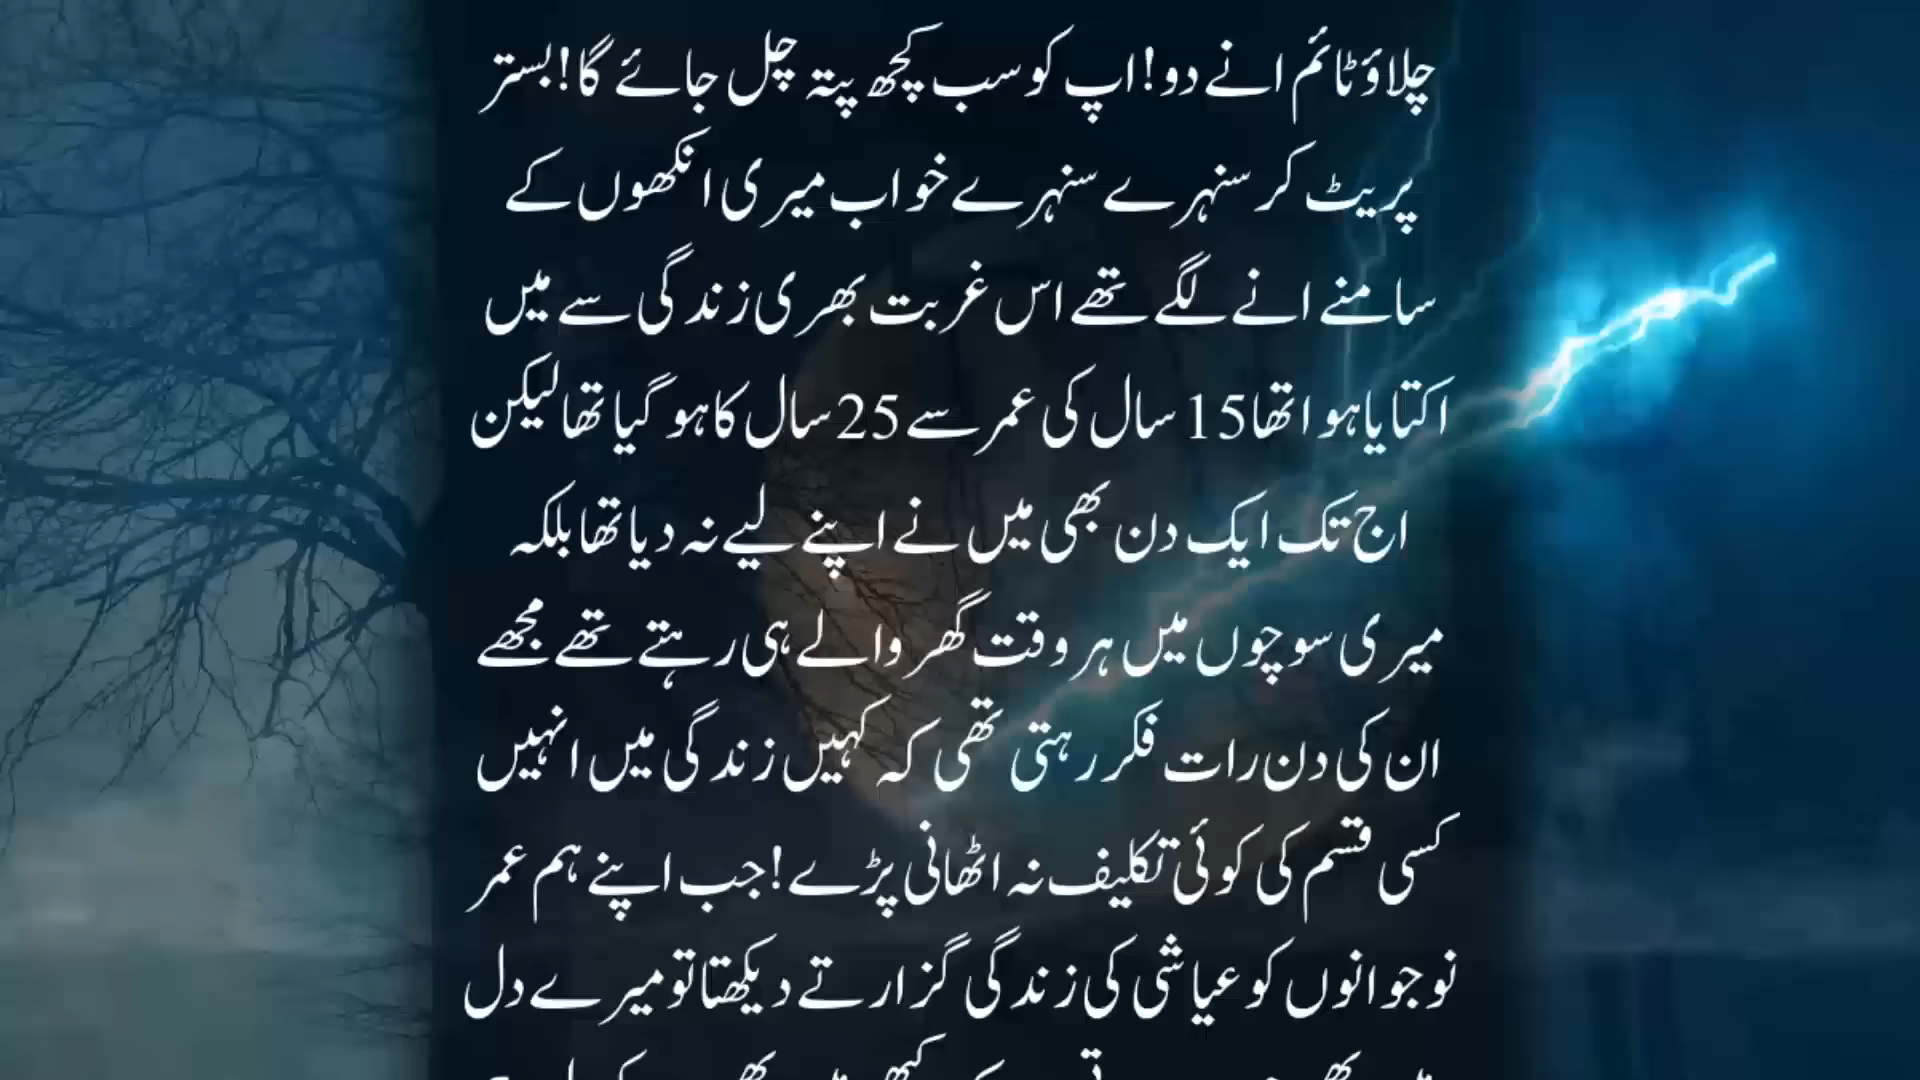 چلاؤ ٹائم انے دو! اپ کو سب کچھ پتہ چل جائے گا! بستر
پر یٹ کر سنہرے سنہرے خواب میری انکھوں کے
سامنے انے لگے تھے اس غربت بھری زندگی سے میں
اکتایا ہوا تھا 15 سال کی عمر سے 25 سال کا ہو گیا تھا لیکن
اج تک ایک دن بھی میں نے اپنے لیے نہ دیا تھا بلکہ
میری سوچوں میں ہر وقت گھر والے ہی رہتے تھے مجھے
ان کی دن رات فکر رہتی تھی کہ کہیں زندگی میں انہیں
کسی قسم کی کوئی تکلیف نہ اٹھانی پڑے! جب اپنے ہم عمر
نوجوانوں کو عیاشی کی زندگی گزارتے دیکھتا تو میرے دل